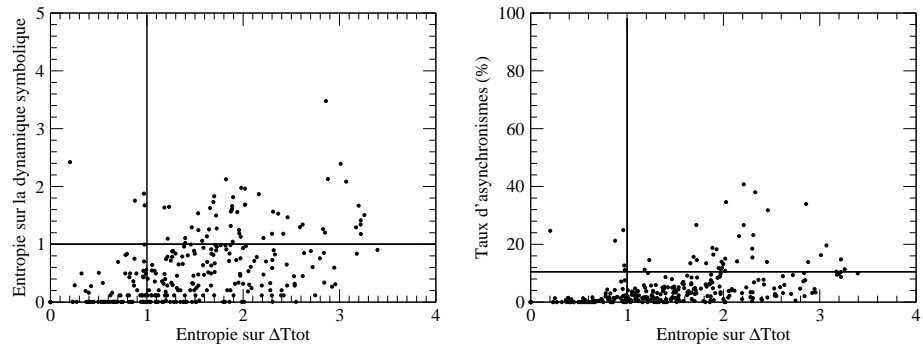 5
4
3
2
1
0
Entropie sur la dynamique symbolique
0 1 2 3 4
Entropie sur ΔTtot
100
80
60
40
20
0
Taux d'asynchronismes (%)
0 1 2 3 4
Entropie sur ΔTtot